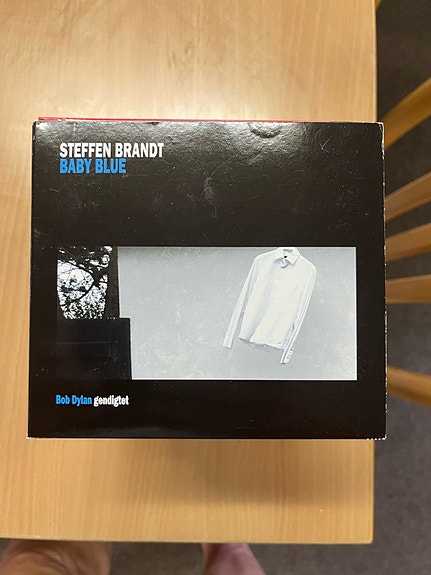 STEFFEN BRANDT
BABY BLUE
Bob Dylan gendigtet